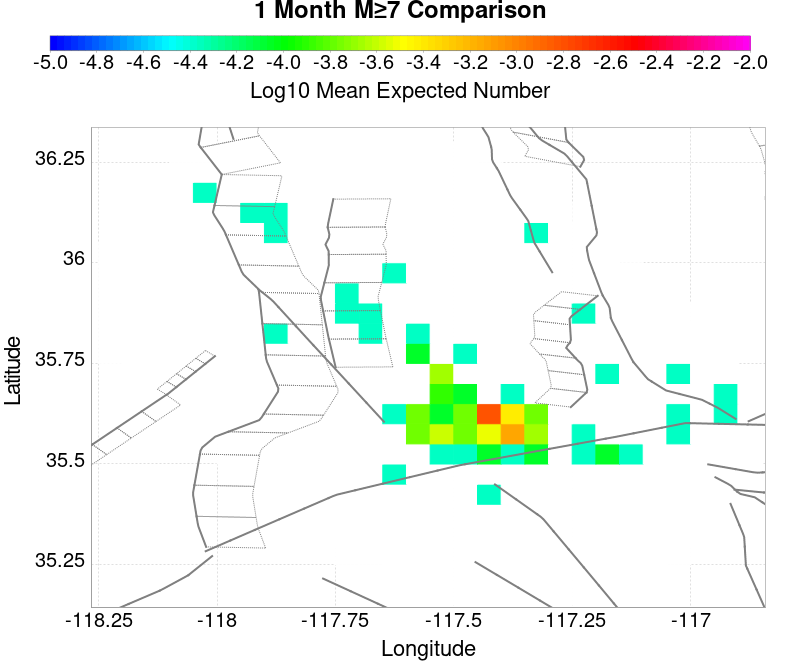 1 Month M≥7 Comparison
-5.0 -4.8 -4.6 -4.4 -4.2 -4.0 -3.8 -3.6 -3.4 -3.2 -3.0 -2.8 -2.6 -2.4 -2.2 -2.0
Log10 Mean Expected Number
36.25
36
35.75
35.5
35.25
Latitude
-118.25 -118 -117.75 -117.5 -117.25 -117
Longitude